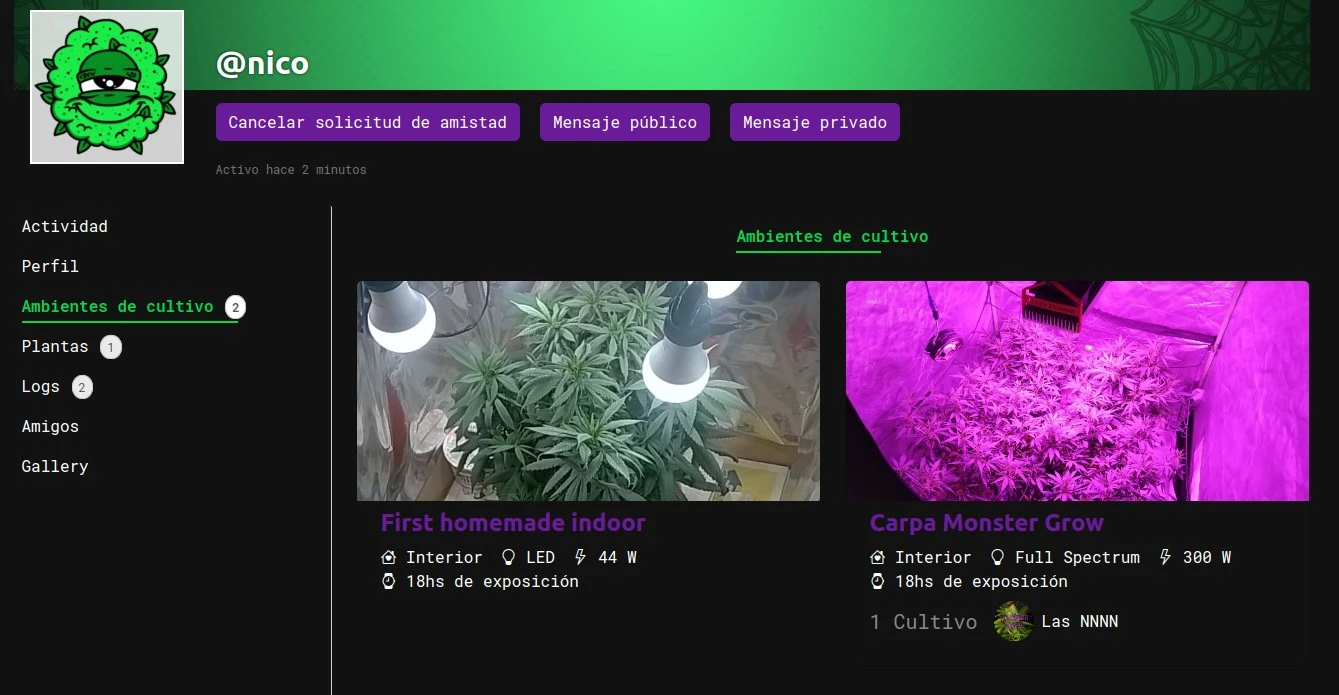 @nico
Cancelar solicitud de amistad
Mensaje público
Mensaje privado
Activo hace 2 minutos
Actividad
Perfil
Ambientes de cultivo 2
Plantas 1
Logs 2
Amigos
Gallery
Ambientes de cultivo
First homemade indoor
Interior LED 44 W
18hs de exposición
Carpa Monster Grow
Interior Full Spectrum 300 W
18hs de exposición
1 Cultivo Las NNNN